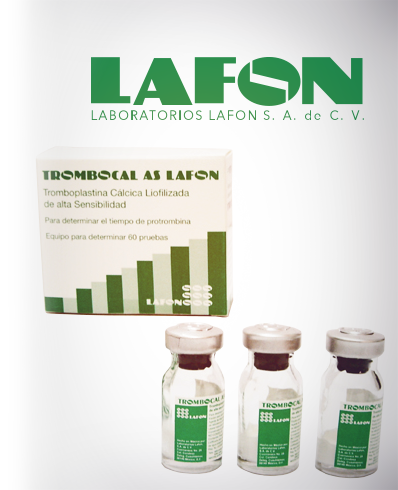 LAFON
LABORATORIOS LAFON S. A. de C. V.
TROMBOCAL AS LAFON
Tromboplastina Cálcica Liofilizada
de alta Sensibilidad
Para determinar el tiempo de protrombina
Equipo para determinar 60 pruebas
LAFON
TROMBOCAL
LAFON
TROMBOCAL
LAFON
TROMBOCAL
LAFON